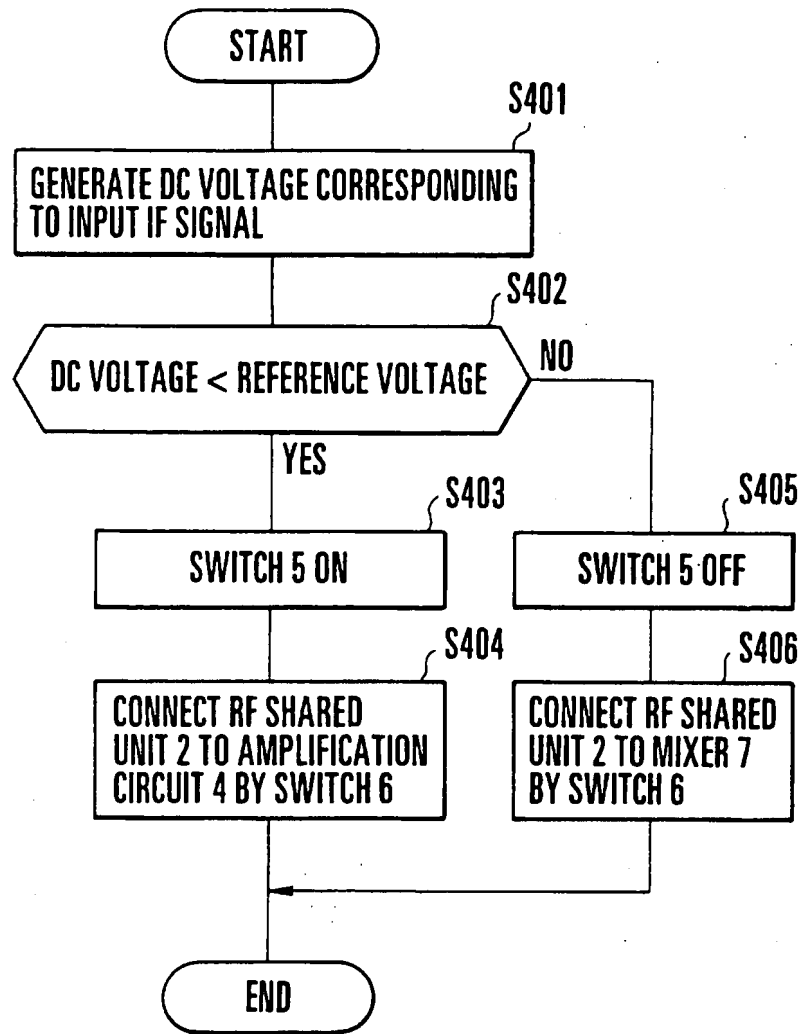 START
S401
GENERATE DC VOLTAGE CORRESPONDING
TO INPUT IF SIGNAL
S402
DC VOLTAGE < REFERENCE VOLTAGE
NO
YES
S403
SWITCH 5 ON
S405
SWITCH 5 OFF
S404
CONNECT RF SHARED
UNIT 2 TO AMPLIFICATION
CIRCUIT 4 BY SWITCH 6
S406
CONNECT RF SHARED
UNIT 2 TO MIXER 7
BY SWITCH 6
END